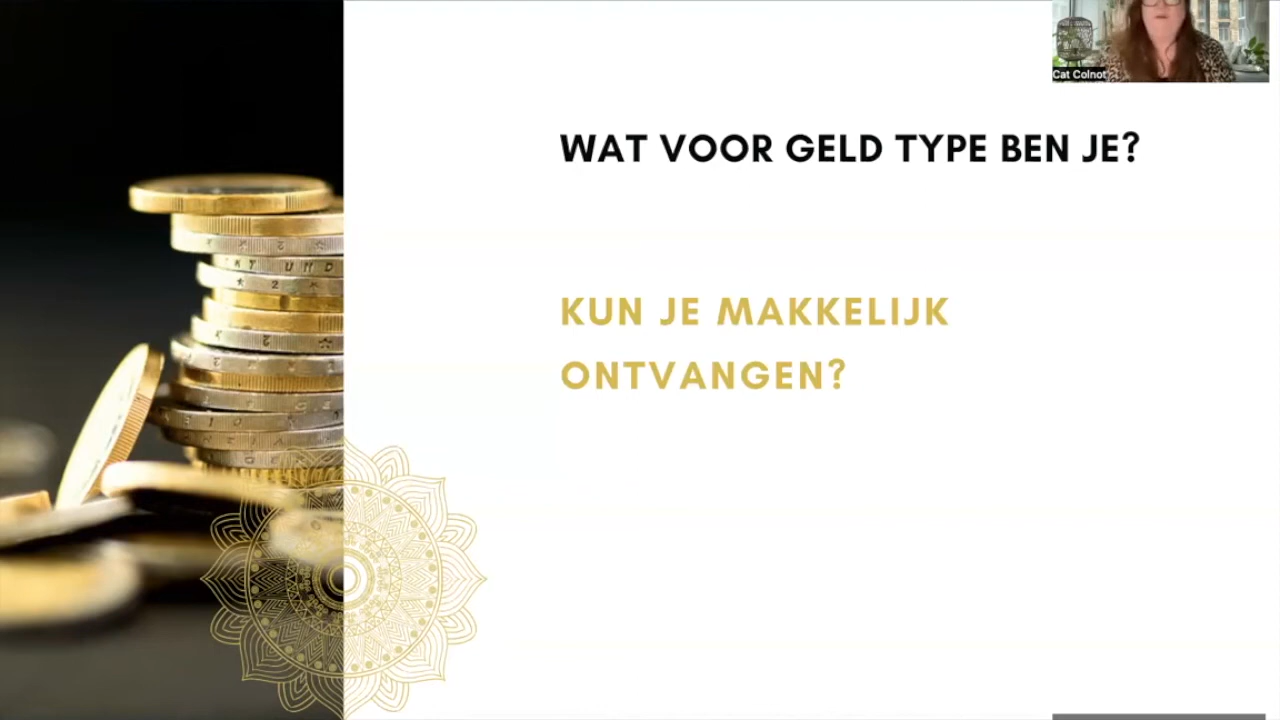 Cat Colnot
WAT VOOR GELD TYPE BEN JE?
KUN JE MAKKELIJK
ONTVANGEN?